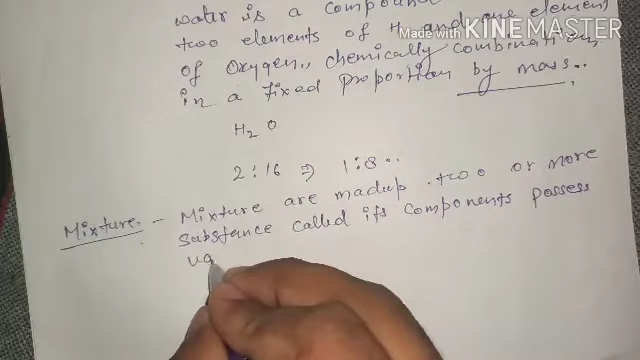 water is a compound
two elements of H and one element
of Oxygen., chemically combination
in a fixed proportion by mass..
H2 O
2:16 ⇒ 1:8..
Mixture. - Mixture are madeup two or more
Substance called its Components possess
Made with KINEMASTER